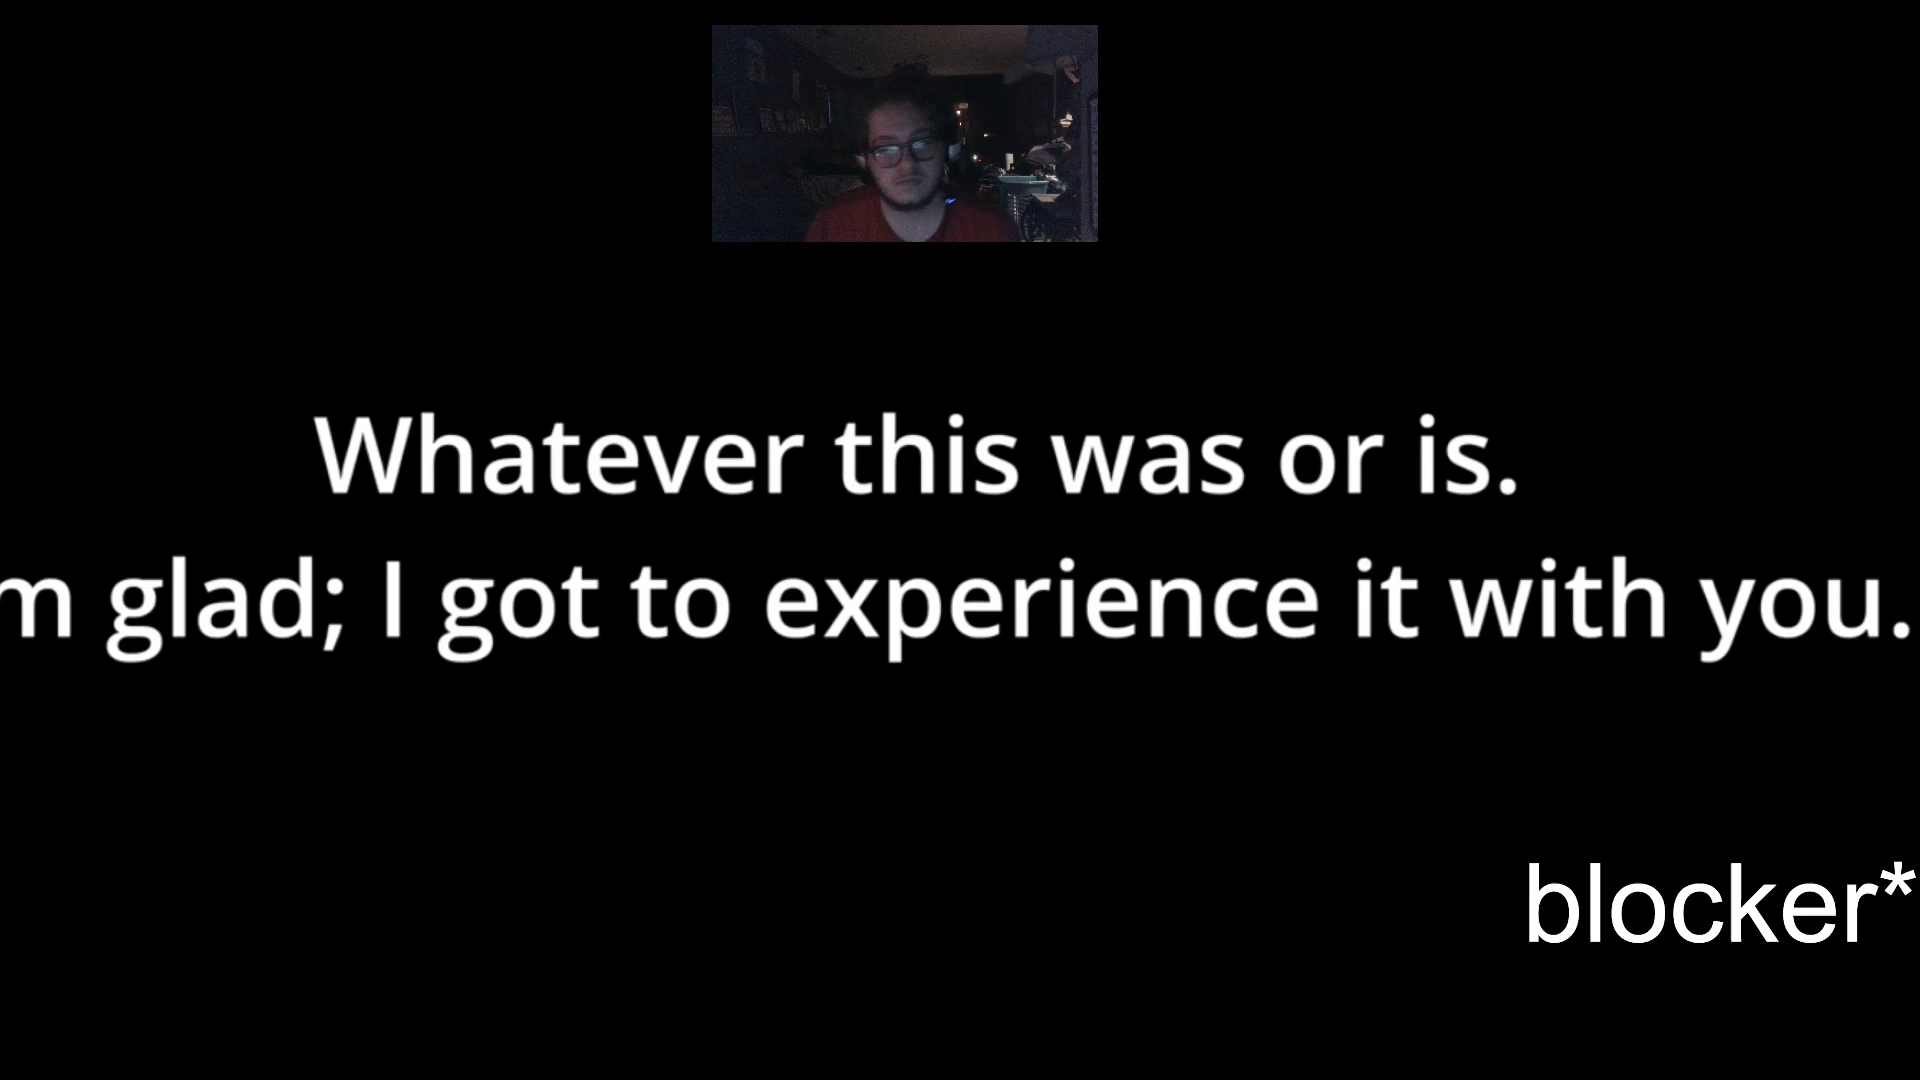 Whatever this was or is.
m glad; I got to experience it with you.
blocker*